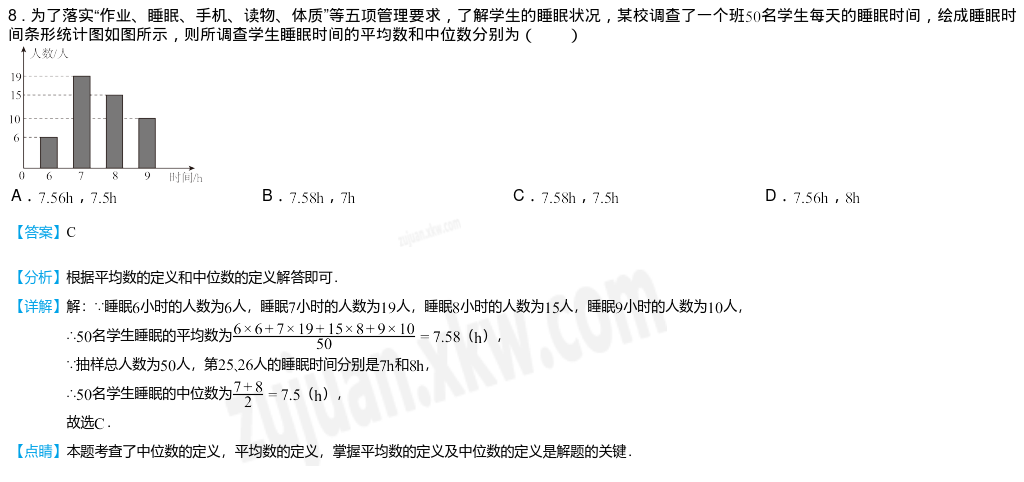 8．为了落实“作业、睡眠、手机、读物、体质”等五项管理要求，了解学生的睡眠状况，某校调查了一个班50名学生每天的睡眠时间，绘成睡眠时
间条形统计图如图所示，则所调查学生睡眠时间的平均数和中位数分别为（　　）
人数/人
19
15
10
6
0 6 7 8 9 时间/h
A．7.56h，7.5h B．7.58h，7h C．7.58h，7.5h D．7.56h，8h
【答案】C
【分析】根据平均数的定义和中位数的定义解答即可．
【详解】解：∵睡眠6小时的人数为6人，睡眠7小时的人数为19人，睡眠8小时的人数为15人，睡眠9小时的人数为10人，
∴50名学生睡眠的平均数为(6×6+7×19+15×8+9×10)/50=7.58（h），
∵抽样总人数为50人，第25,26人的睡眠时间分别是7h和8h，
∴50名学生睡眠的中位数为(7+8)/2=7.5（h），
故选C．
【点睛】本题考查了中位数的定义，平均数的定义，掌握平均数的定义及中位数的定义是解题的关键．
zujuan.xkw.com
zujuan.xkw.com